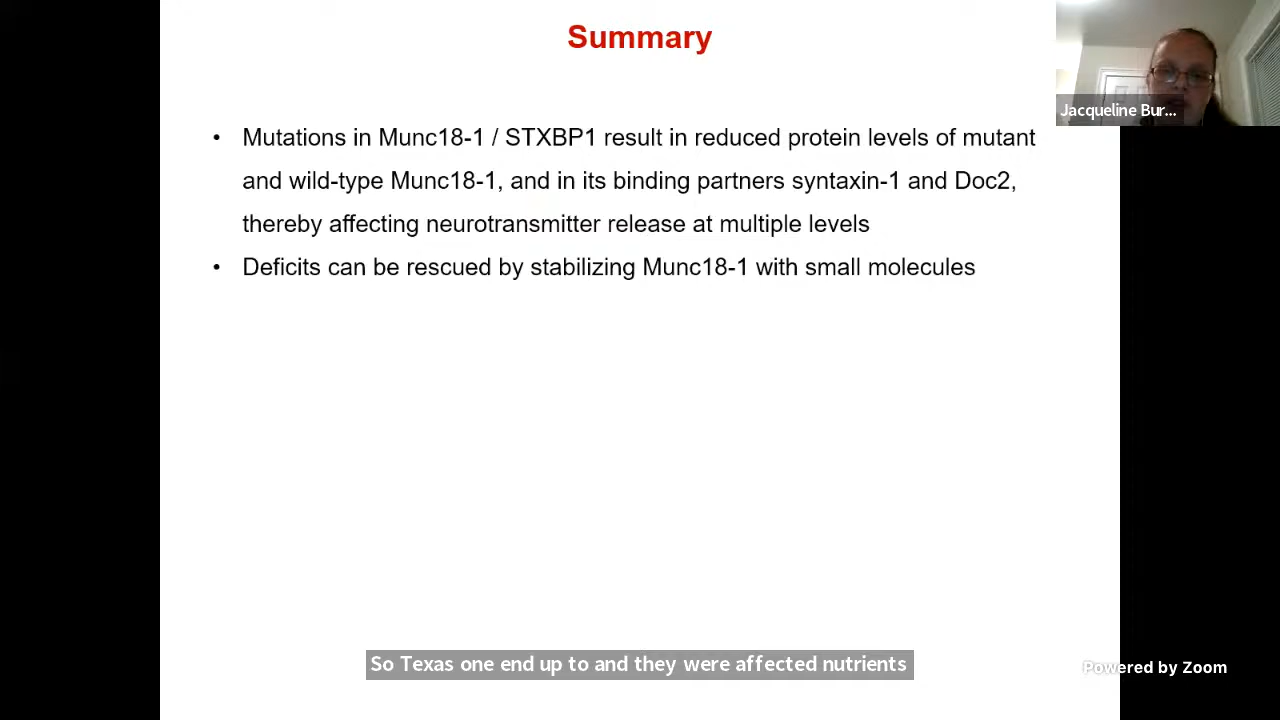 Summary
Jacqueline Bur...
• Mutations in Munc18-1 / STXBP1 result in reduced protein levels of mutant
and wild-type Munc18-1, and in its binding partners syntaxin-1 and Doc2,
thereby affecting neurotransmitter release at multiple levels
• Deficits can be rescued by stabilizing Munc18-1 with small molecules
So Texas one end up to and they were affected nutrients
Powered by Zoom